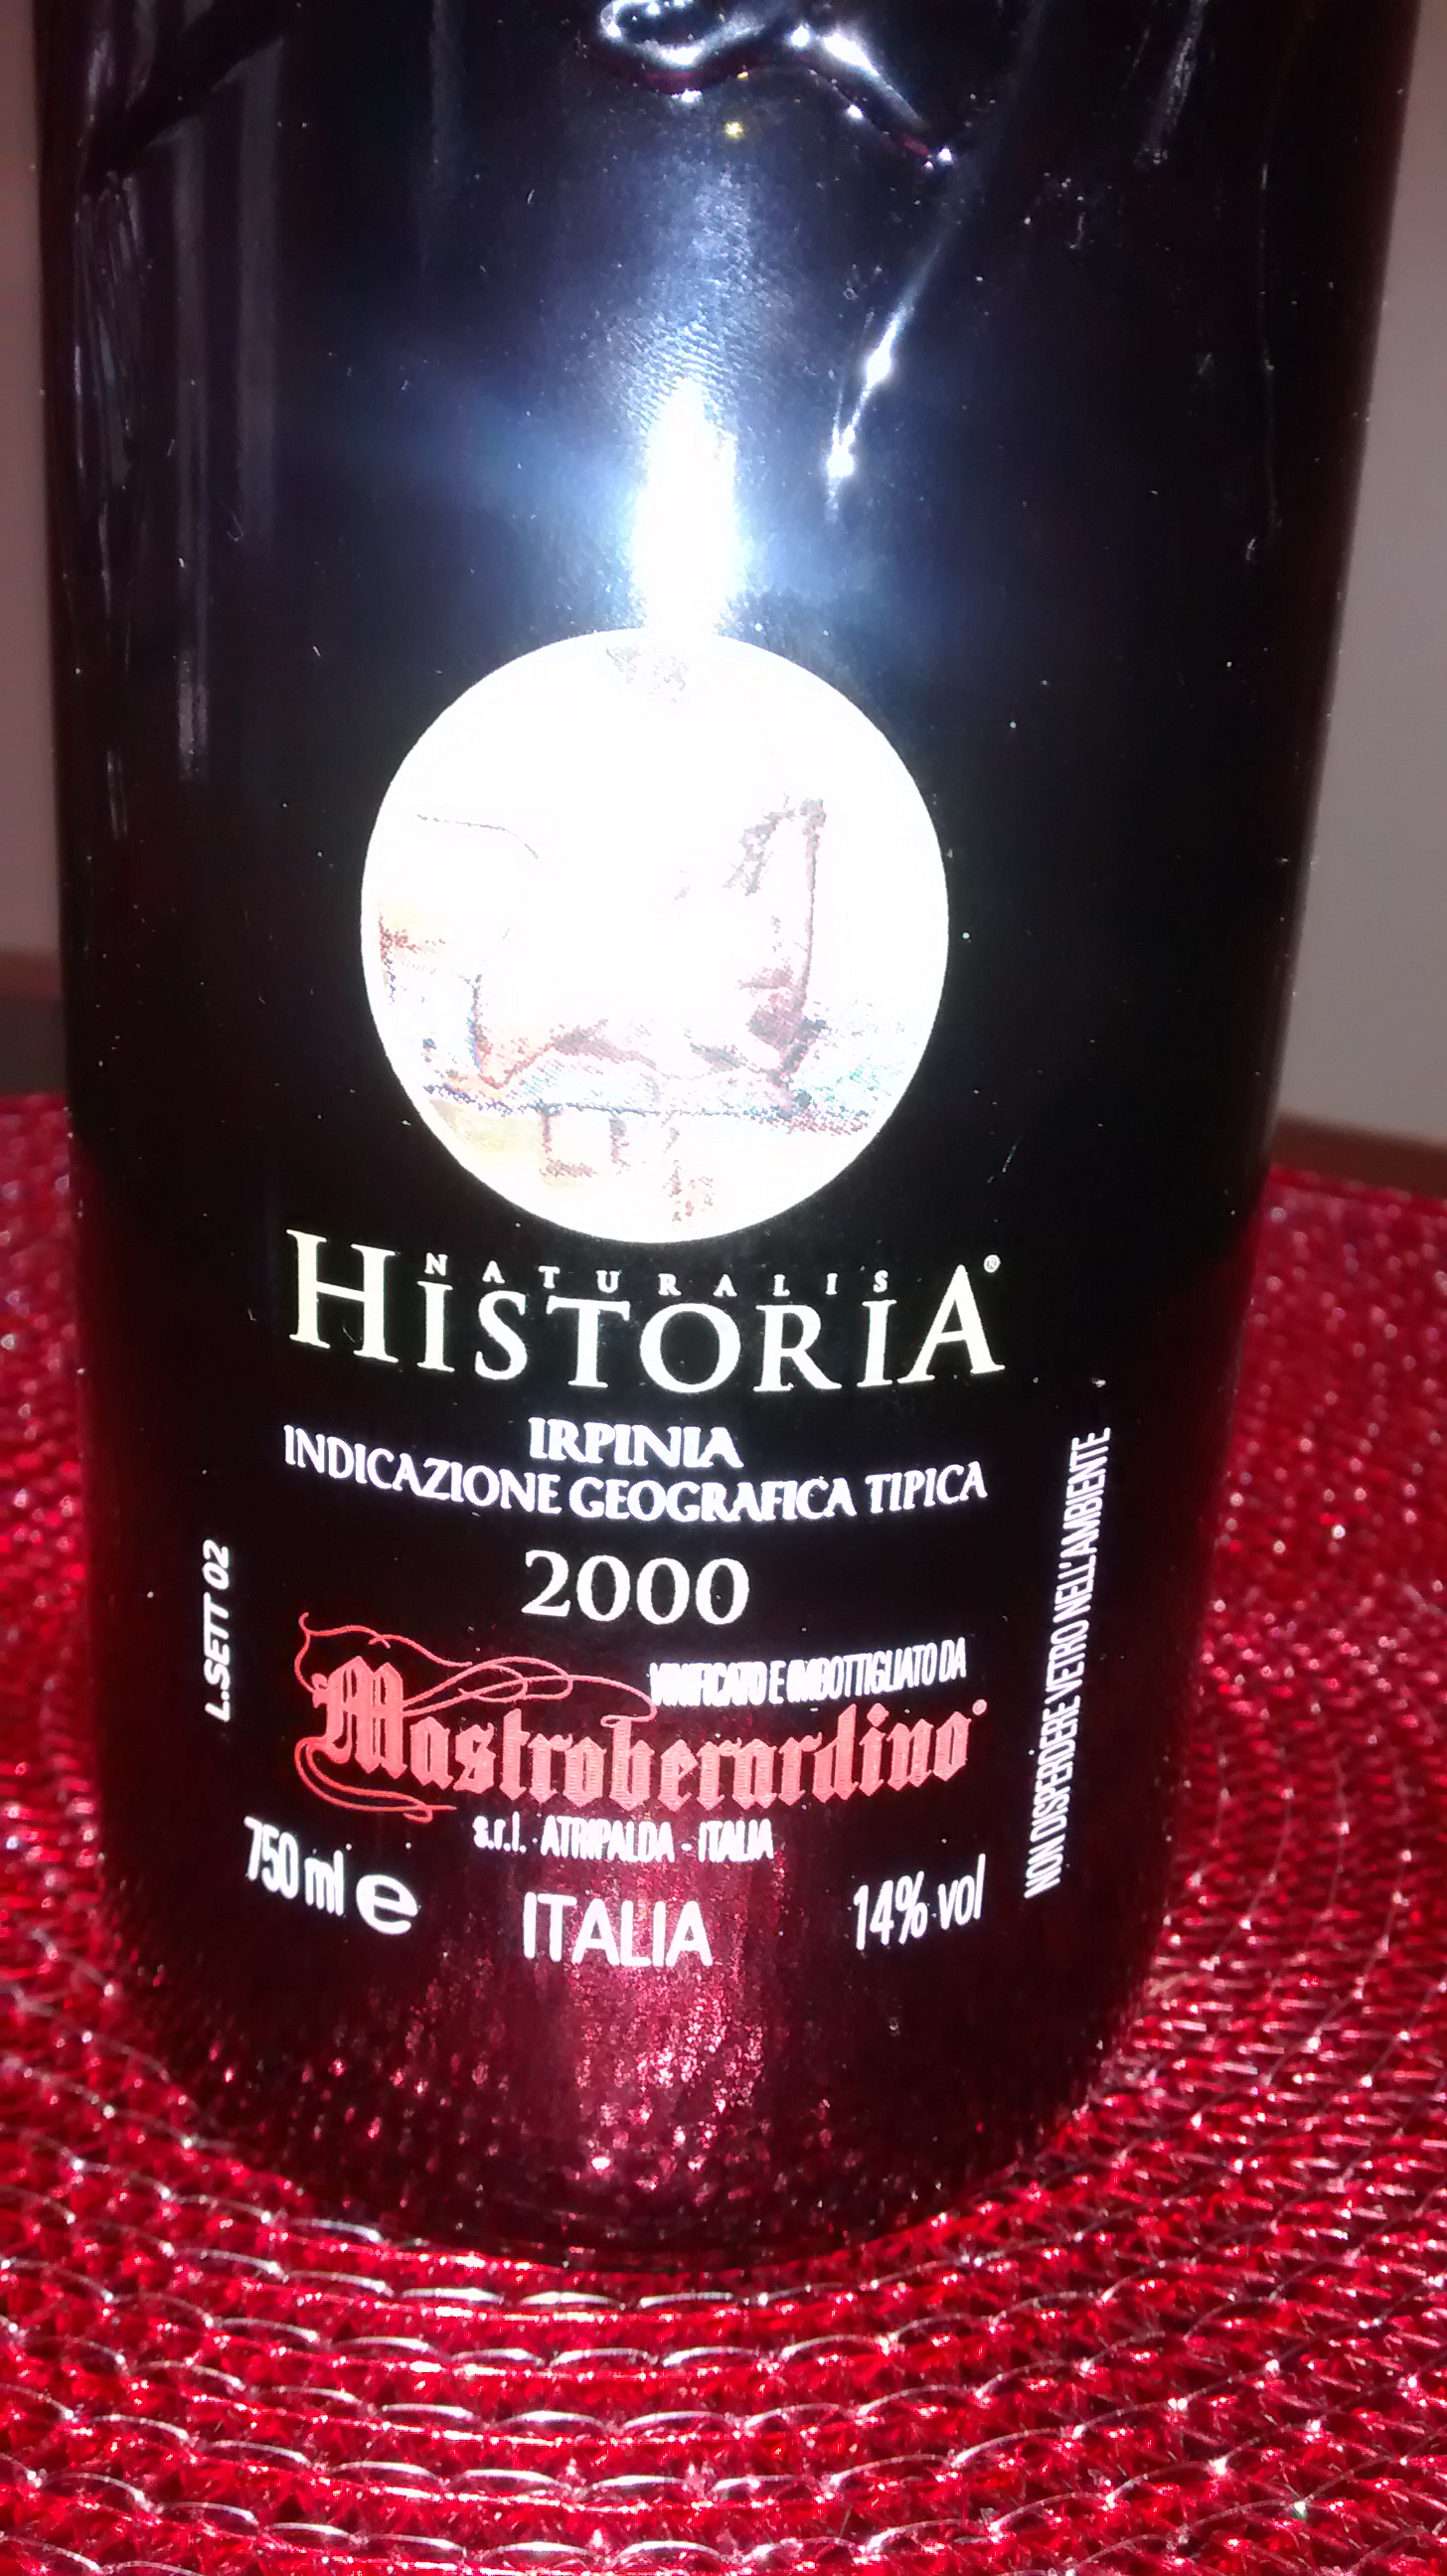 NATURALIS
HISTORIA®
IRPINIA
INDICAZIONE GEOGRAFICA TIPICA
2000
L.SETT 02
VINIFICATO E IMBOTTIGLIATO DA
Mastroberardino®
s.r.l. - ATRIPALDA - ITALIA
750 ml e
ITALIA
14% vol
NON DISPERDERE VETRO NELL'AMBIENTE